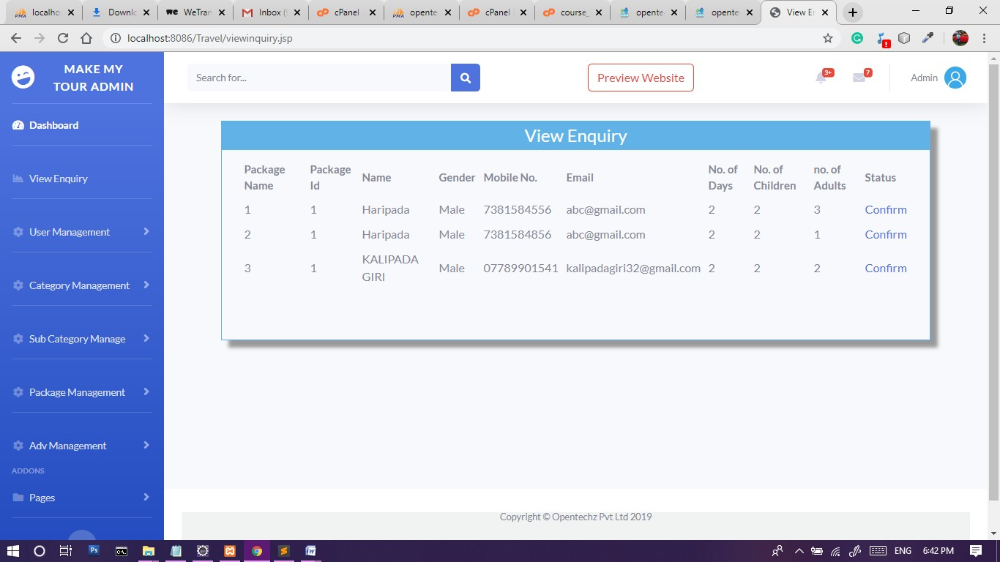 localho
Downlo
WeTran
Inbox (
cPanel
opente
cPanel
course_
opente
opente
View En
localhost:8086/Travel/viewinquiry.jsp
MAKE MY
TOUR ADMIN
Search for...
Preview Website
3+
7
Admin
Dashboard
View Enquiry
User Management
Category Management
Sub Category Manage
Package Management
Adv Management
ADDONS
Pages
View Enquiry
Package Name Package Id Name Gender Mobile No. Email No. of Days No. of Children no. of Adults Status
1 1 Haripada Male 7381584556 abc@gmail.com 2 2 3 Confirm
2 1 Haripada Male 7381584856 abc@gmail.com 2 2 1 Confirm
3 1 KALIPADA GIRI Male 07789901541 kalipadagiri32@gmail.com 2 2 2 Confirm
Copyright © Opentechz Pvt Ltd 2019
ENG 6:42 PM